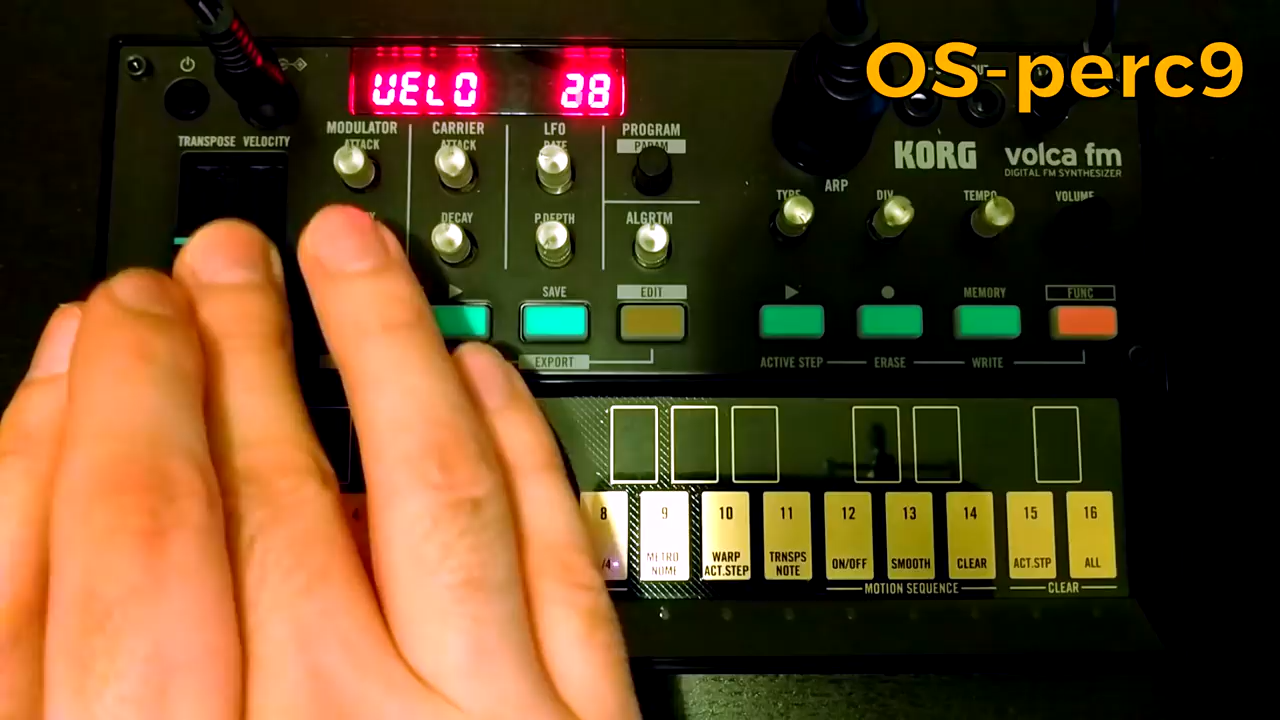 OS-perc9
VELO 28
TRANSPOSE VELOCITY
MODULATOR
ATTACK
CARRIER
ATTACK
LFO
RATE
PROGRAM
PARAM
KORG
volca fm
DIGITAL FM SYNTHESIZER
DECAY
P.DEPTH
ALGRTM
ARP
TYPE
DIV
TEMPO
VOLUME
SAVE
EDIT
MEMORY
FUNC
EXPORT
ACTIVE STEP
ERASE
WRITE
8
9
10
11
12
13
14
15
16
METRO
NOME
WARP
ACT.STEP
TRNSPS
NOTE
ON/OFF
SMOOTH
CLEAR
ACT.STP
ALL
MOTION SEQUENCE
CLEAR